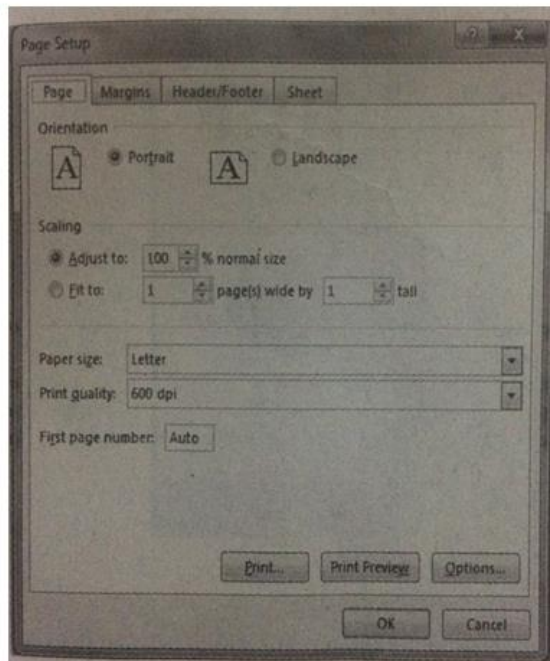 Page Setup
Page Margins Header/Footer Sheet
Orientation
A Portrait A Landscape
Scaling
Adjust to: 100 % normal size
Fit to: 1 page(s) wide by 1 tall
Paper size: Letter
Print quality: 600 dpi
First page number: Auto
Print... Print Preview Options...
OK Cancel